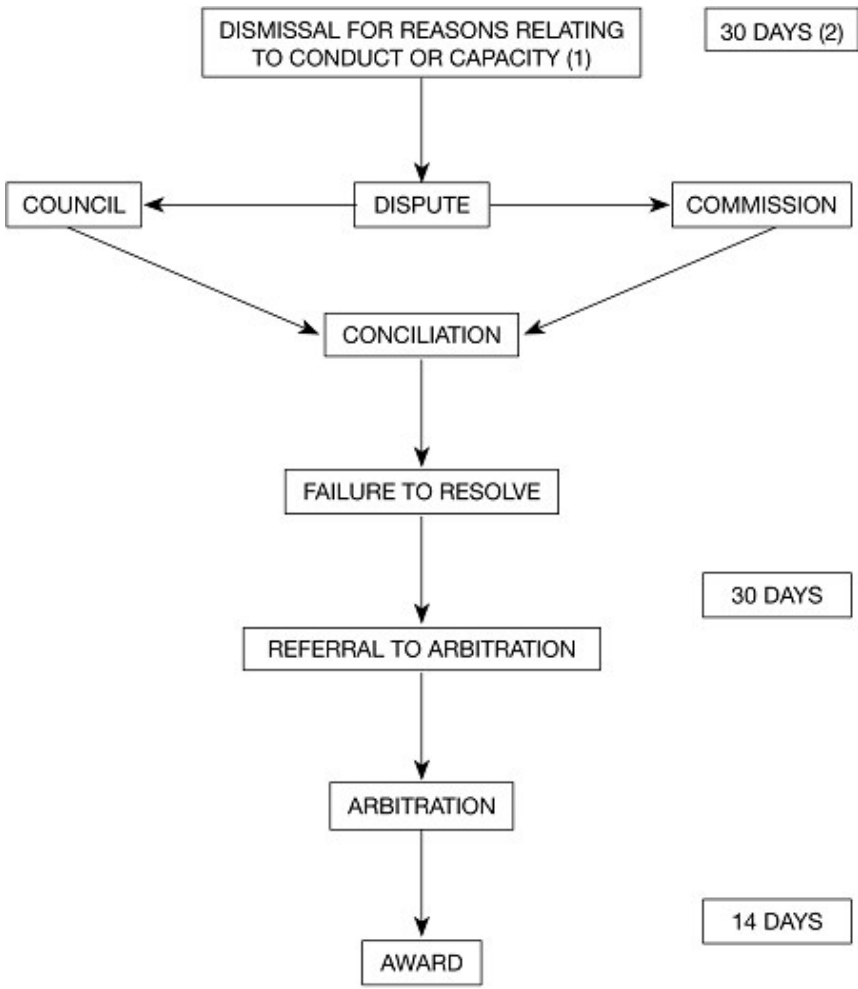 DISMISSAL FOR REASONS RELATING
TO CONDUCT OR CAPACITY (1)
30 DAYS (2)
COUNCIL
DISPUTE
COMMISSION
CONCILIATION
FAILURE TO RESOLVE
30 DAYS
REFERRAL TO ARBITRATION
ARBITRATION
14 DAYS
AWARD